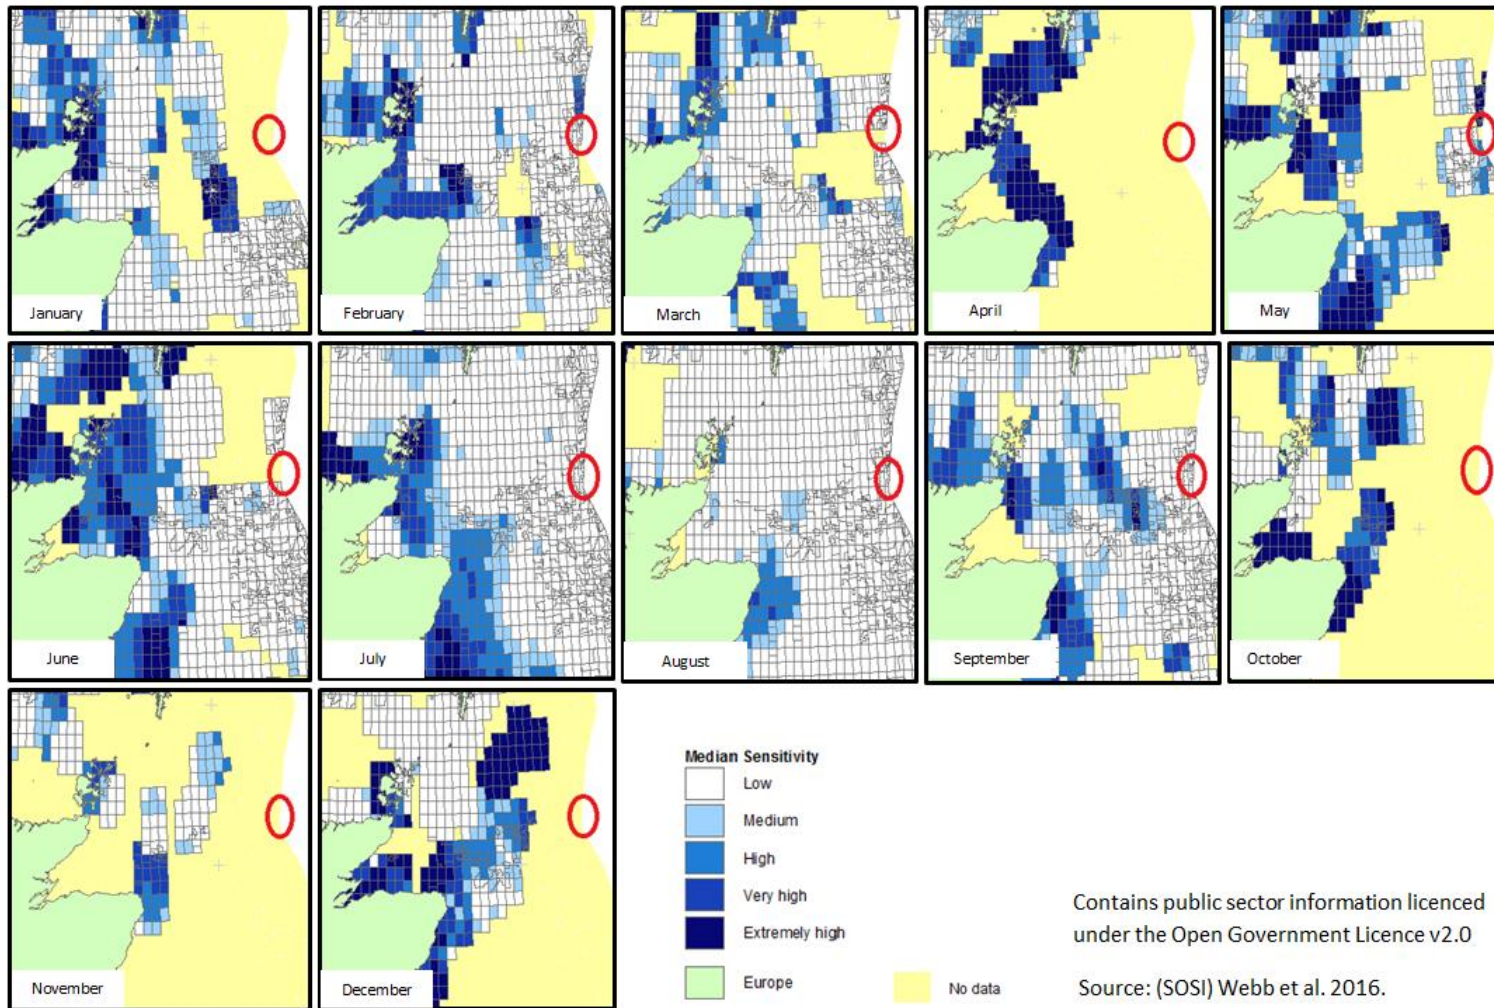 January
February
March
April
May
June
July
August
September
October
November
December
Median Sensitivity
Low
Medium
High
Very high
Extremely high
Europe
No data
Contains public sector information licenced
under the Open Government Licence v2.0
Source: (SOSI) Webb et al. 2016.